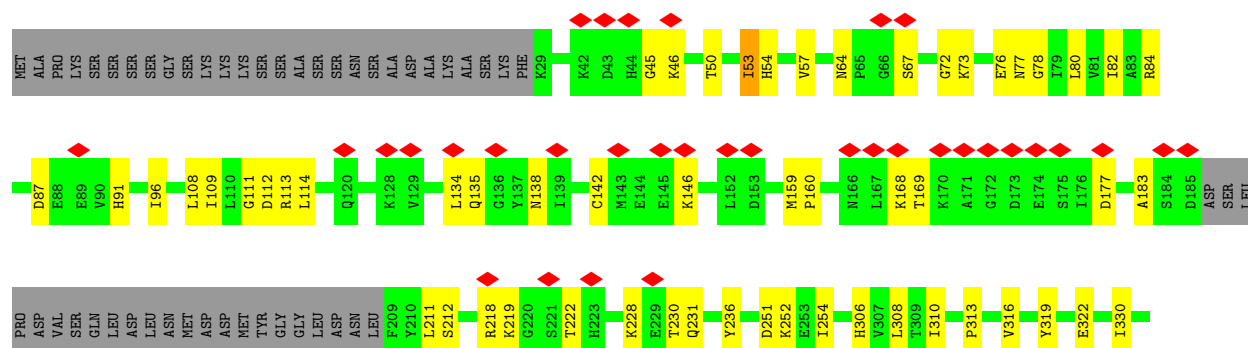 MET ALA PRO LYS SER SER SER SER GLY SER LYS LYS LYS SER SER ALA SER SER ASN SER ALA ASP ALA LYS ALA SER LYS PHE K29 K42 D43 H44 G45 K46 T50 I53 H54 V57 N64 P65 G66 S67 G72 K73 E76 N77 G78 I79 L80 V81 I82 A83 R84
D87 E88 E89 V90 H91 I96 L108 I109 L110 G111 D112 R113 L114 Q120 K128 V129 L134 Q135 G136 Y137 N138 I139 C142 M143 E144 E145 K146 L152 D153 M159 P160 N166 L167 K168 T169 K170 A171 G172 D173 E174 S175 I176 D177 A183 S184 D185 ASP SER LEU
PRO ASP VAL SER GLN LEU ASP LEU ASN MET ASP ASP MET TYR GLY GLY LEU ASP ASN LEU F209 Y210 L211 S212 R218 K219 G220 S221 T222 H223 K228 E229 T230 Q231 Y236 D251 K252 E253 I254 H306 V307 L308 T309 I310 P313 V316 Y319 E322 I330